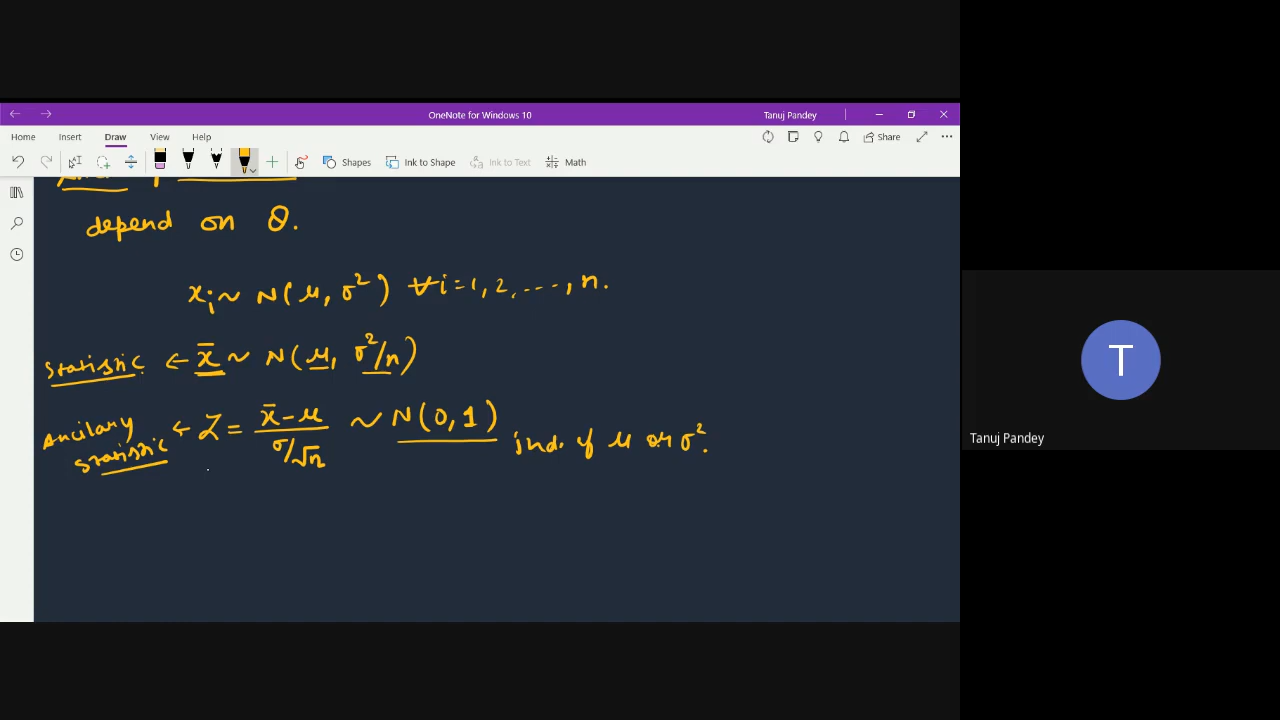 OneNote for Windows 10
Tanuj Pandey
Home Insert Draw View Help
Share
Shapes Ink to Shape Ink to Text Math
depend on θ.
xi ~ N(μ, σ²) ∀ i = 1, 2, ...., n.
Statistic. ← x̄ ~ N(μ, σ²/n)
Ancilary statistic ← Z = (x̄ − μ)/(σ/√n) ~ N(0, 1) ind. of μ or σ².
T
Tanuj Pandey